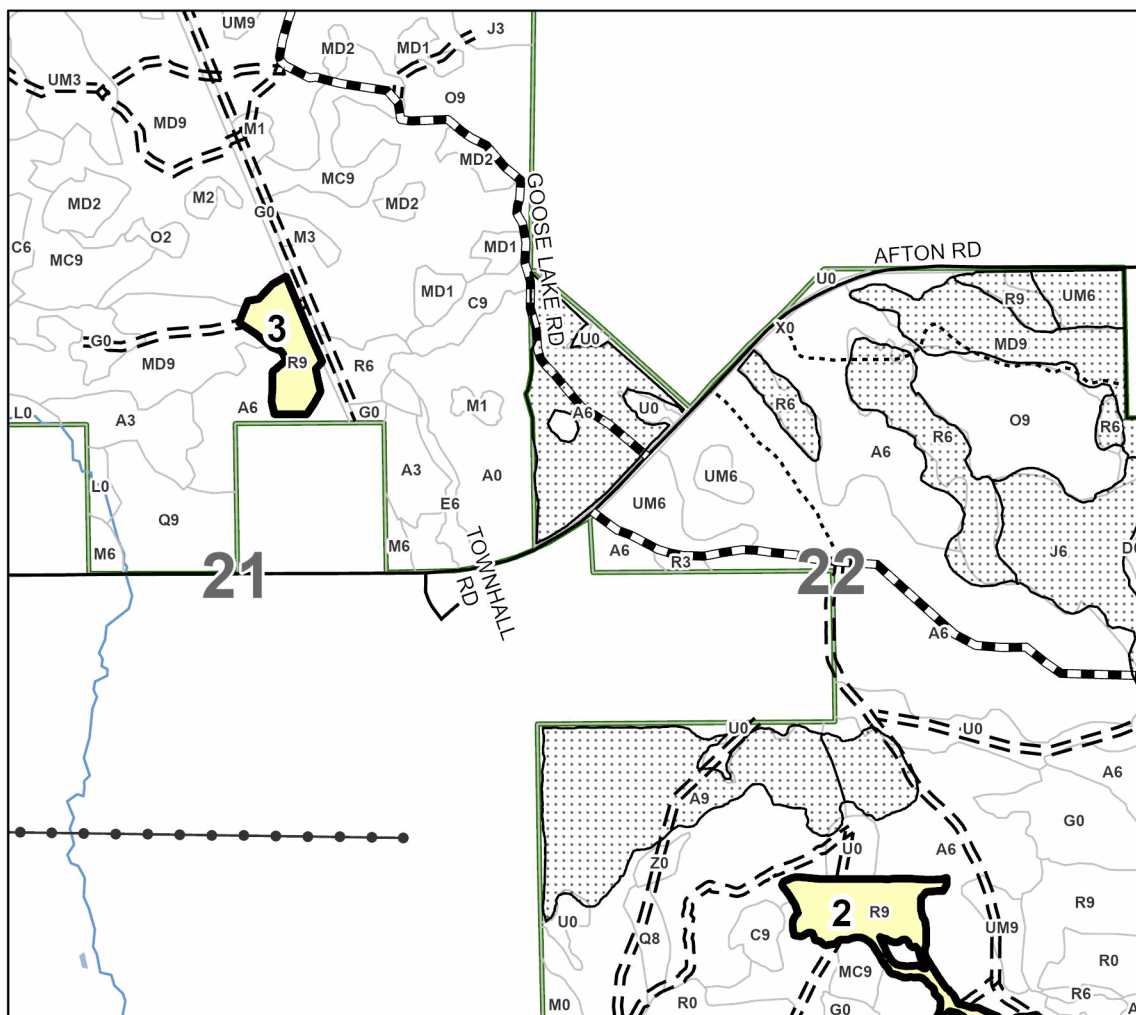 UM9
MD2
MD1
J3
UM3
O9
MD9
M1
MD2
MC9
MD2
M2
MD2
G0
O2
M3
C6
MC9
MD1
GOOSE LAKE RD
AFTON RD
U0
MD1
C9
R9
UM6
X0
3
G0
MD9
R9
R6
U0
MD9
L0
A3
A6
G0
M1
A6
U0
R6
O9
R6
R6
A6
L0
A3
A0
UM6
Q9
E6
UM6
M6
M6
A6
R3
J6
21
TOWNHALL
RD
22
A6
U0
U0
A6
A9
G0
Z0
U0
A6
2
R9
R9
U0
Q8
C9
UM9
MC9
R0
M0
R0
G0
R6